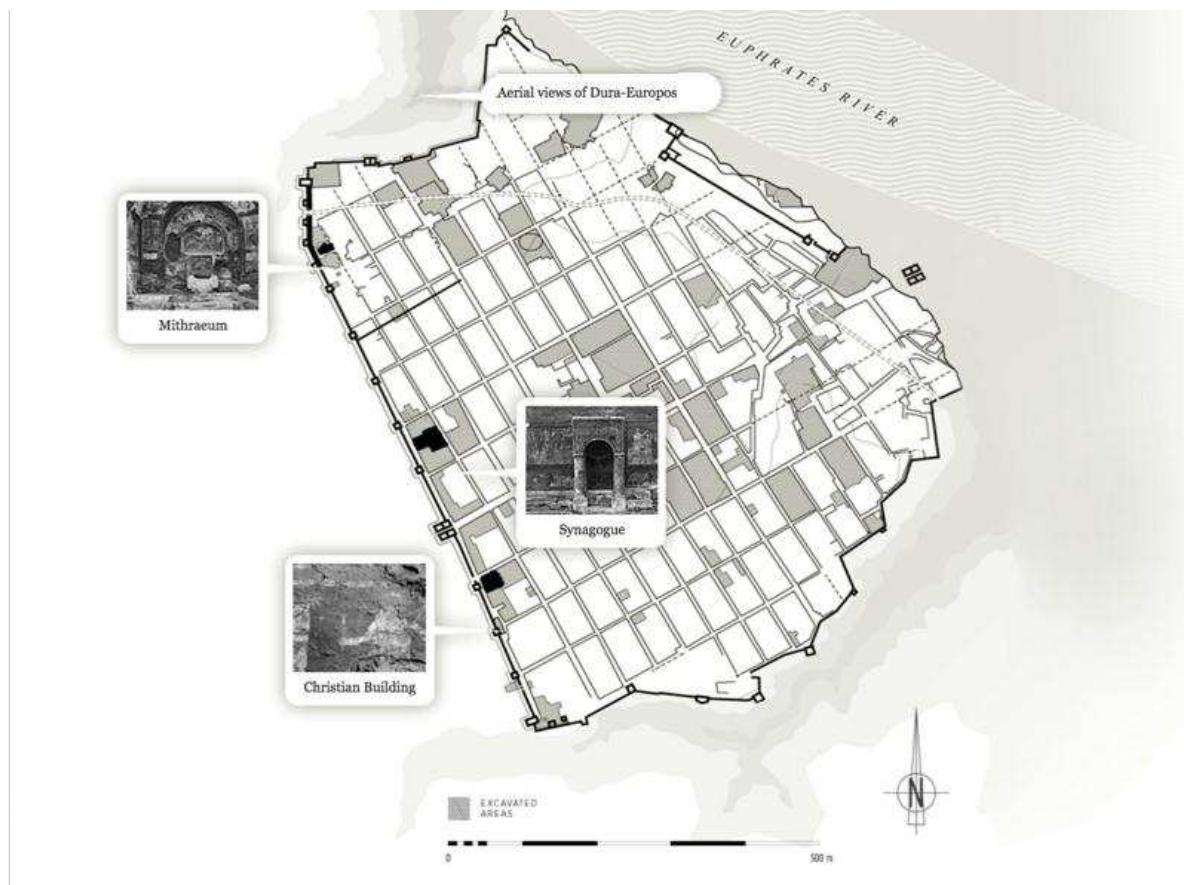 EUPHRATES RIVER
Aerial views of Dura-Europos
Mithraeum
Synagogue
Christian Building
N
EXCAVATED
AREAS
0
500 m